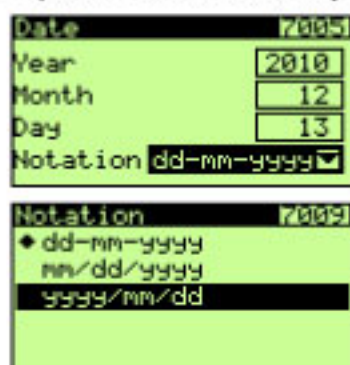 Date 7005
Year 2010
Month 12
Day 13
Notation dd-mm-yyyy
Notation 7009
dd-mm-yyyy
mm/dd/yyyy
yyyy/mm/dd